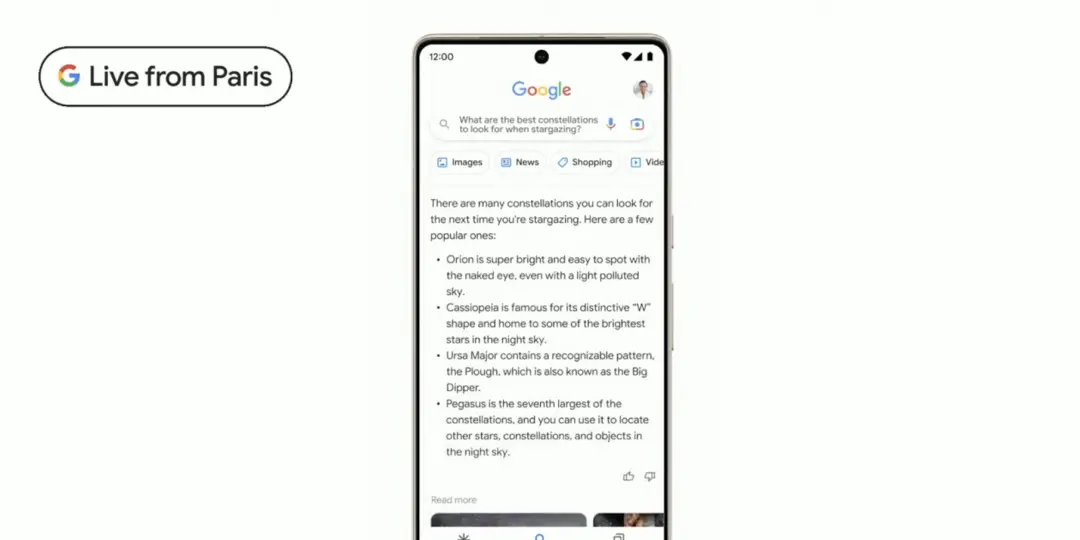 Live from Paris
12:00
Google
What are the best constellations
to look for when stargazing?
Images News Shopping Vide
There are many constellations you can look for
the next time you're stargazing. Here are a few
popular ones:
• Orion is super bright and easy to spot with
the naked eye, even with a light polluted
sky.
• Cassiopeia is famous for its distinctive "W"
shape and home to some of the brightest
stars in the night sky.
• Ursa Major contains a recognizable pattern,
the Plough, which is also known as the Big
Dipper.
• Pegasus is the seventh largest of the
constellations, and you can use it to locate
other stars, constellations, and objects in
the night sky.
Read more